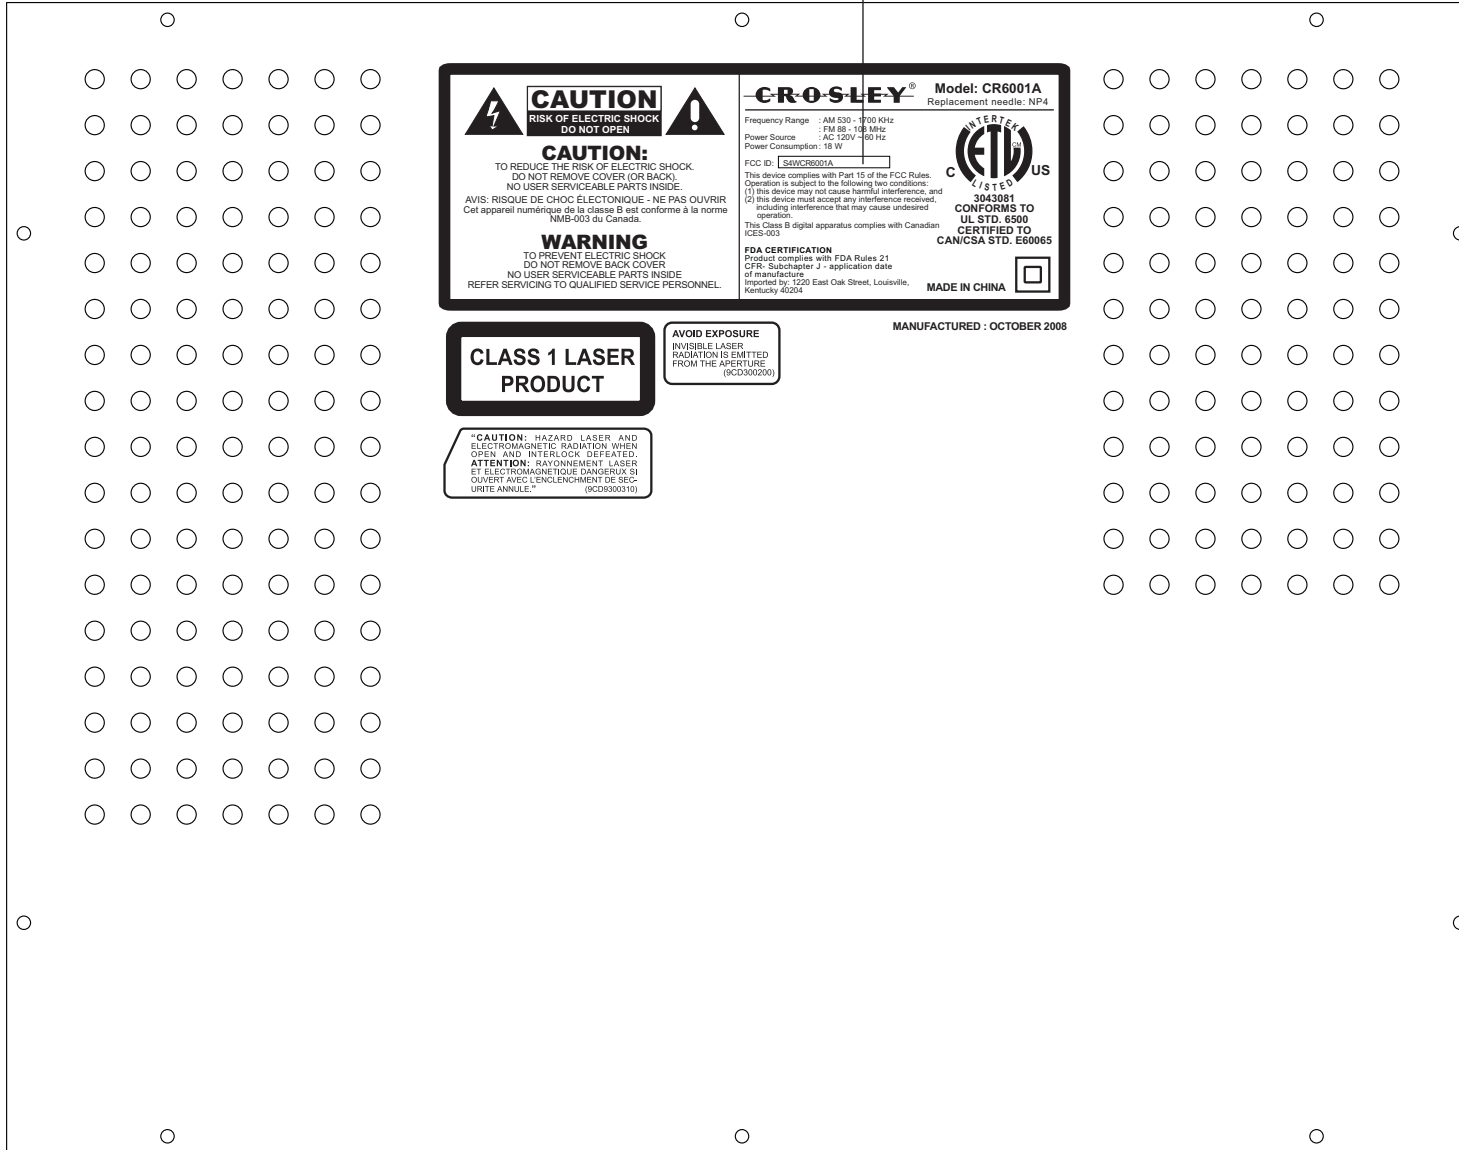 CAUTION
RISK OF ELECTRIC SHOCK
DO NOT OPEN
CAUTION:
TO REDUCE THE RISK OF ELECTRIC SHOCK.
DO NOT REMOVE COVER (OR BACK).
NO USER SERVICEABLE PARTS INSIDE.
AVIS: RISQUE DE CHOC ÉLECTONIQUE - NE PAS OUVRIR
Cet appareil numérique de la classe B est conforme à la norme
NMB-003 du Canada.
WARNING
TO PREVENT ELECTRIC SHOCK
DO NOT REMOVE BACK COVER
NO USER SERVICEABLE PARTS INSIDE
REFER SERVICING TO QUALIFIED SERVICE PERSONNEL.
CROSLEY®
Model: CR6001A
Replacement needle: NP4
Frequency Range : AM 530 - 1700 KHz
: FM 88 - 108 MHz
Power Source : AC 120V ~ 60 Hz
Power Consumption : 18 W
FCC ID: S4WCR6001A
This device complies with Part 15 of the FCC Rules.
Operation is subject to the following two conditions:
(1) this device may not cause harmful interference, and
(2) this device must accept any interference received,
including interference that may cause undesired
operation.
This Class B digital apparatus complies with Canadian
ICES-003
FDA CERTIFICATION
Product complies with FDA Rules 21
CFR- Subchapter J - application date
of manufacture
Imported by: 1220 East Oak Street, Louisville,
Kentucky 40204
INTERTEK
ETL CM
C US
LISTED
3043081
CONFORMS TO
UL STD. 6500
CERTIFIED TO
CAN/CSA STD. E60065
MADE IN CHINA
MANUFACTURED : OCTOBER 2008
CLASS 1 LASER
PRODUCT
AVOID EXPOSURE
INVISIBLE LASER
RADIATION IS EMITTED
FROM THE APERTURE
(9CD300200)
"CAUTION: HAZARD LASER AND
ELECTROMAGNETIC RADIATION WHEN
OPEN AND INTERLOCK DEFEATED.
ATTENTION: RAYONNEMENT LASER
ET ELECTROMAGNETIQUE DANGERUX SI
OUVERT AVEC L'ENCLENCHMENT DE SEC-
URITE ANNULE." (9CD9300310)